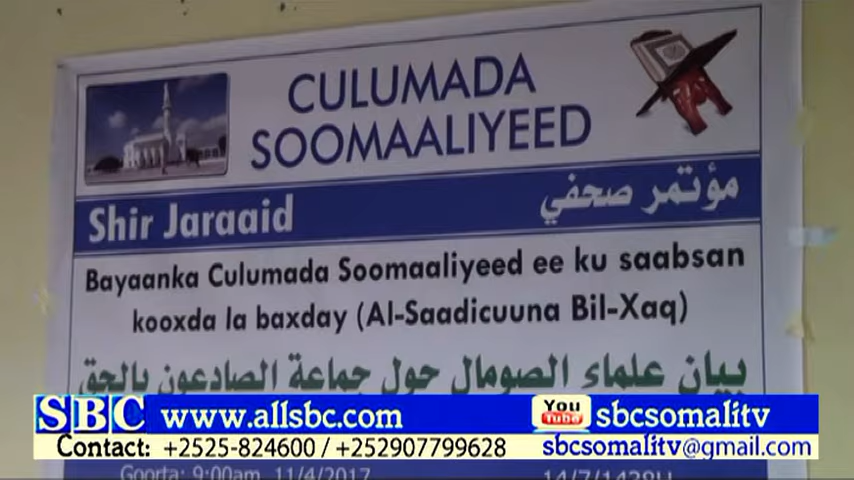 CULUMADA
SOOMAALIYEED
Shir Jaraaid
مؤتمر صحفي
Bayaanka Culumada Soomaaliyeed ee ku saabsan
kooxda la baxday (Al-Saadicuuna Bil-Xaq)
بيان علماء الصومال حول جماعة الصادعون بالحق
SBC www.allsbc.com
You Tube sbcsomalitv
Contact: +2525-824600 / +252907799628
sbcsomalitv@gmail.com
Goorta: 9:00am 11/4/2017
14/7/1438H